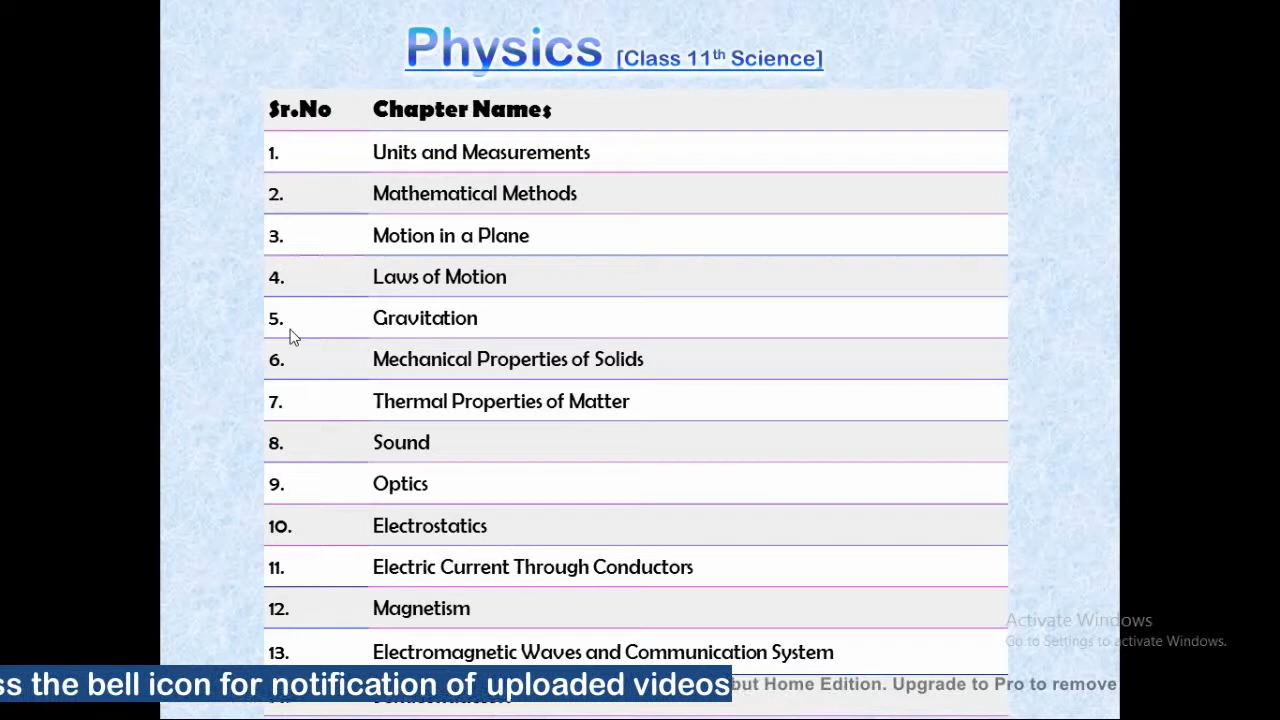 Physics [Class 11th Science]
Sr.No Chapter Names
1. Units and Measurements
2. Mathematical Methods
3. Motion in a Plane
4. Laws of Motion
5. Gravitation
6. Mechanical Properties of Solids
7. Thermal Properties of Matter
8. Sound
9. Optics
10. Electrostatics
11. Electric Current Through Conductors
12. Magnetism
Activate Windows
Go to Settings to activate Windows.
13. Electromagnetic Waves and Communication System
the bell icon for notification of uploaded videos but Home Edition. Upgrade to Pro to remove